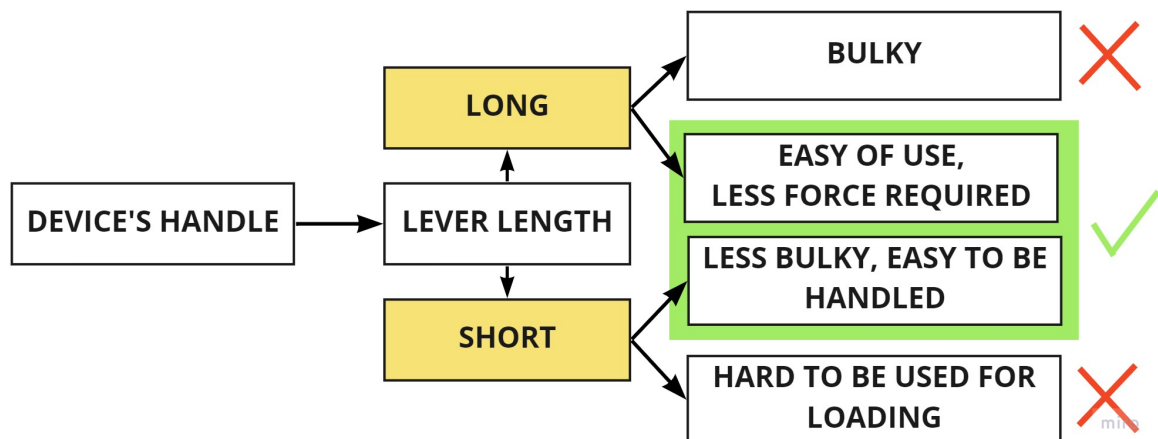 BULKY
LONG
EASY OF USE,
LESS FORCE REQUIRED
DEVICE'S HANDLE
LEVER LENGTH
LESS BULKY, EASY TO BE
HANDLED
SHORT
HARD TO BE USED FOR
LOADING
miro